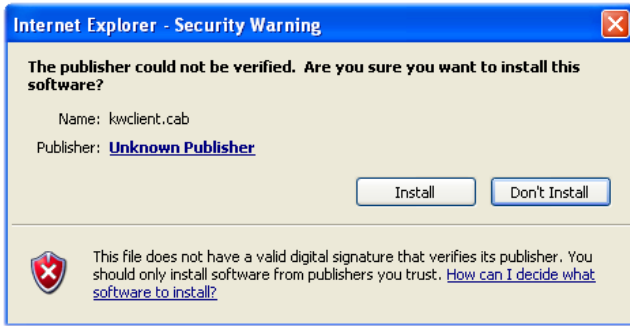 Internet Explorer - Security Warning
The publisher could not be verified. Are you sure you want to install this
software?
Name: kwclient.cab
Publisher: Unknown Publisher
Install Don't Install
This file does not have a valid digital signature that verifies its publisher. You
should only install software from publishers you trust. How can I decide what
software to install?